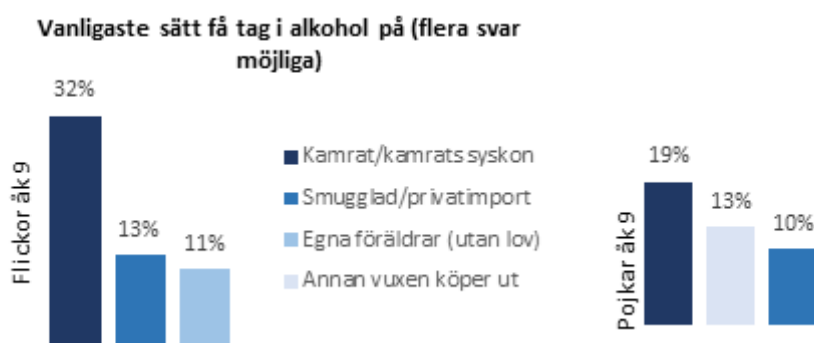 Vanligaste sätt få tag i alkohol på (flera svar
möjliga)
32%
13%
11%
Flickor åk 9
Kamrat/kamrats syskon
Smugglad/privatimport
Egna föräldrar (utan lov)
Annan vuxen köper ut
19%
13%
10%
Pojkar åk 9